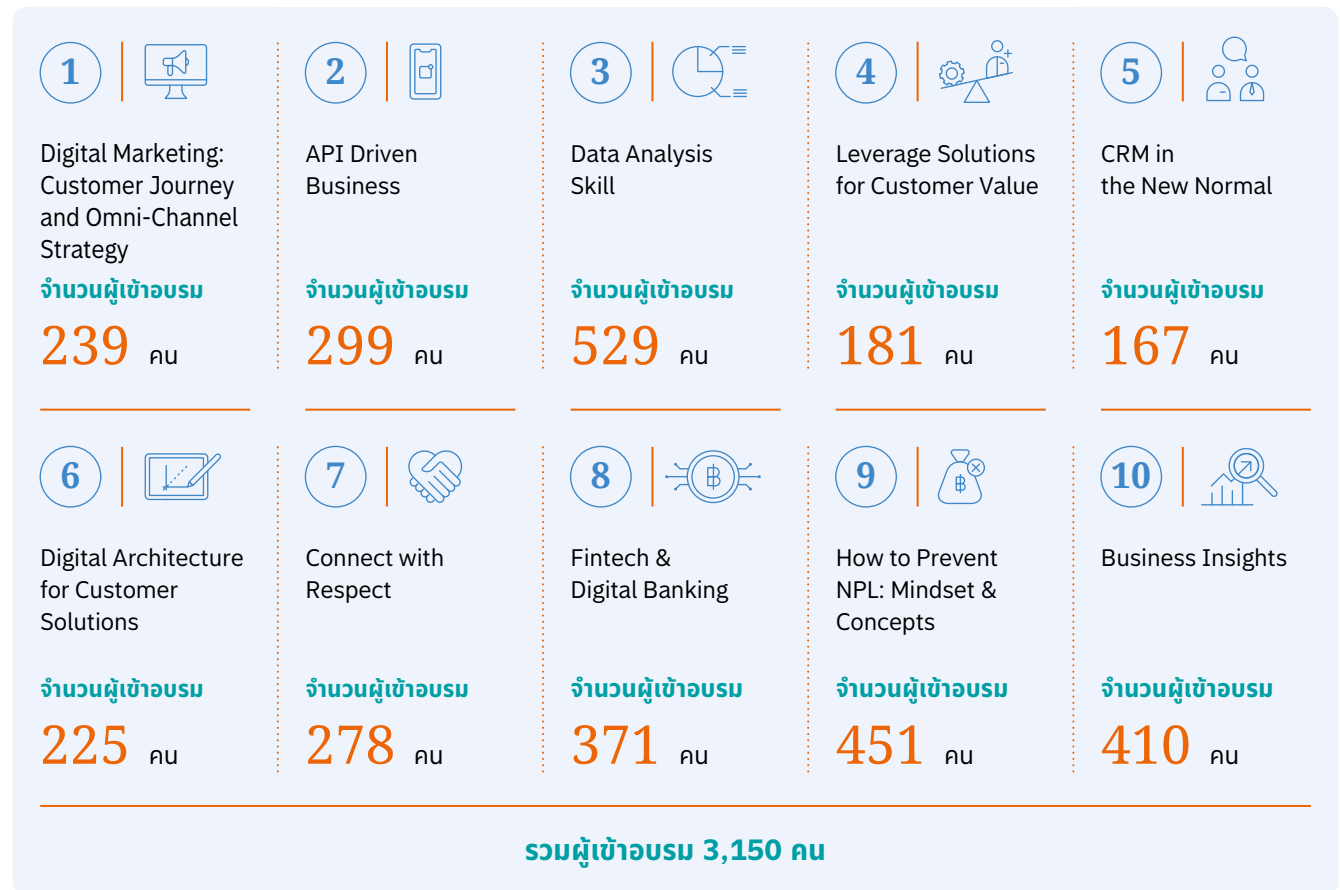 1
Digital Marketing:
Customer Journey
and Omni-Channel
Strategy
จำนวนผู้เข้าอบรม
239 คน
2
API Driven
Business
จำนวนผู้เข้าอบรม
299 คน
3
Data Analysis
Skill
จำนวนผู้เข้าอบรม
529 คน
4
Leverage Solutions
for Customer Value
จำนวนผู้เข้าอบรม
181 คน
5
CRM in
the New Normal
จำนวนผู้เข้าอบรม
167 คน
6
Digital Architecture
for Customer
Solutions
จำนวนผู้เข้าอบรม
225 คน
7
Connect with
Respect
จำนวนผู้เข้าอบรม
278 คน
8
฿
Fintech &
Digital Banking
จำนวนผู้เข้าอบรม
371 คน
9
฿
How to Prevent
NPL: Mindset &
Concepts
จำนวนผู้เข้าอบรม
451 คน
10
Business Insights
จำนวนผู้เข้าอบรม
410 คน
รวมผู้เข้าอบรม 3,150 คน